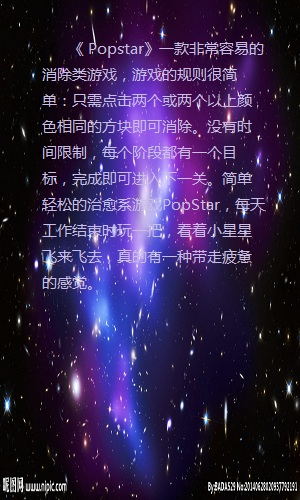 《 Popstar》一款非常容易的
消除类游戏，游戏的规则很简
单：只需点击两个或两个以上颜
色相同的方块即可消除。没有时
间限制，每个阶段都有一个目
标，完成即可进入下一关。简单
轻松的治愈系游戏PopStar，每天
工作结束时玩一把，看着小星星
飞来飞去，真的有一种带走疲惫
的感觉。
昵图网 www.nipic.com
By:BADA529 No:20140628020957792191